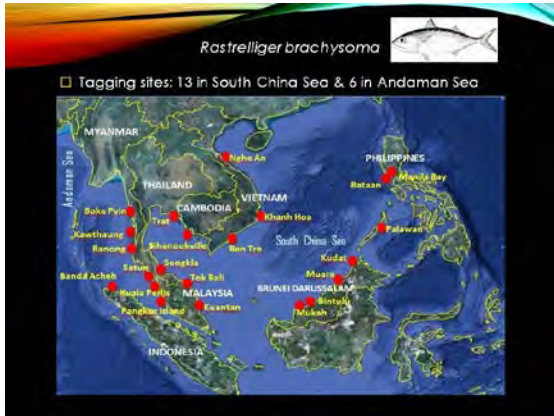 Rastrelliger brachysoma
Tagging sites: 13 in South China Sea & 6 in Andaman Sea
MYANMAR
Nghe An
PHILIPPINES
Manila Bay
Bataan
Andaman Sea
THAILAND
VIETNAM
CAMBODIA
Boke Pyin
Trat
Khanh Hoa
Kawthaung
Sihanoukville
Ben Tre
South China Sea
Palawan
Ranong
Songkla
Kudat
Satun
Tok Bali
Muara
Banda Acheh
Kuala Perlis
MALAYSIA
BRUNEI DARUSSALAM
Pangkor Island
Kuantan
Bintulu
Mukah
INDONESIA